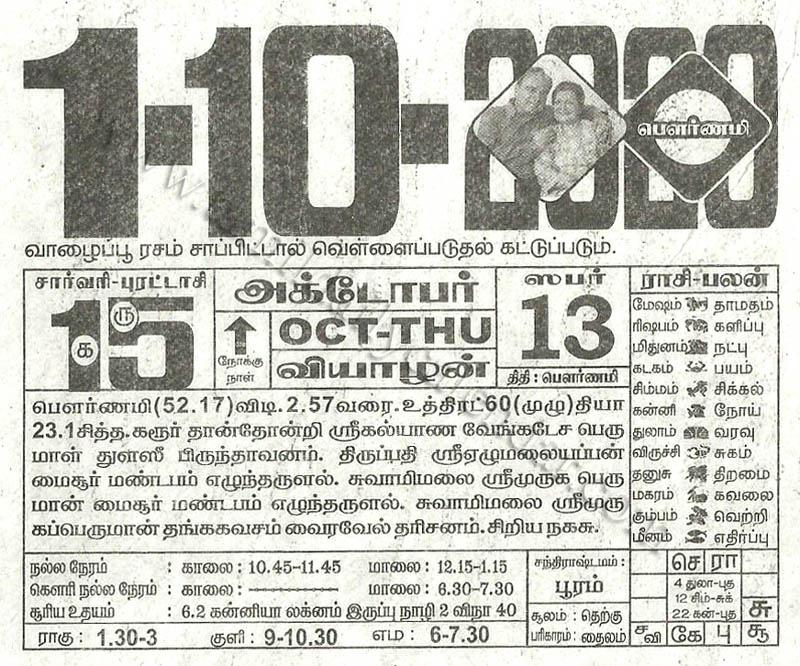 1-10-2020
பௌர்ணமி
வாழைப்பூ ரசம் சாப்பிட்டால் வெள்ளைப்படுதல் கட்டுப்படும்.
சார்வரி-புரட்டாசி
15
க ரு
அக்டோபர்
நோக்கு நாள்
OCT-THU
வியாழன்
ஸபர்
13
திதி : பௌர்ணமி
பௌர்ணமி(52.17)விடி.2.57வரை.உத்திரட்60(முழு)தியா
23.1சித்த.கரூர் தான்தோன்றி ஸ்ரீகல்யாண வேங்கடேச பெரு
மாள் துள்ஸீ பிருந்தாவனம். திருப்பதி ஸ்ரீஏழுமலையப்பன்
மைசூர் மண்டபம் எழுந்தருளல். சுவாமிமலை ஸ்ரீமுருக பெரு
மான் மைசூர் மண்டபம் எழுந்தருளல். சுவாமிமலை ஸ்ரீமுரு
கப்பெருமான் தங்ககவசம் வைரவேல் தரிசனம். சிறிய நகசு.
ராசி-பலன்
மேஷம் தாமதம்
ரிஷபம் களிப்பு
மிதுனம் நட்பு
கடகம் பயம்
சிம்மம் சிக்கல்
கன்னி நோய்
துலாம் வரவு
விருச்சி சுகம்
தனுசு திறமை
மகரம் கவலை
கும்பம் வெற்றி
மீனம் எதிர்ப்பு
நல்ல நேரம் : காலை : 10.45-11.45 மாலை : 12.15-1.15
கௌரி நல்ல நேரம் : காலை : ———— மாலை : 6.30-7.30
சூரிய உதயம் : 6.2 கன்னியா லக்னம் இருப்பு நாழி 2 விநா 40
ராகு : 1.30-3 குளி : 9-10.30 எம : 6-7.30
சந்திராஷ்டமம் :
பூரம்
சூலம் : தெற்கு
பரிகாரம் : தைலம்
செ ரா
4 துலா-புத
12 சிம்-சுக்
22 கன்-புத
சு
ச வி கே பு சூ